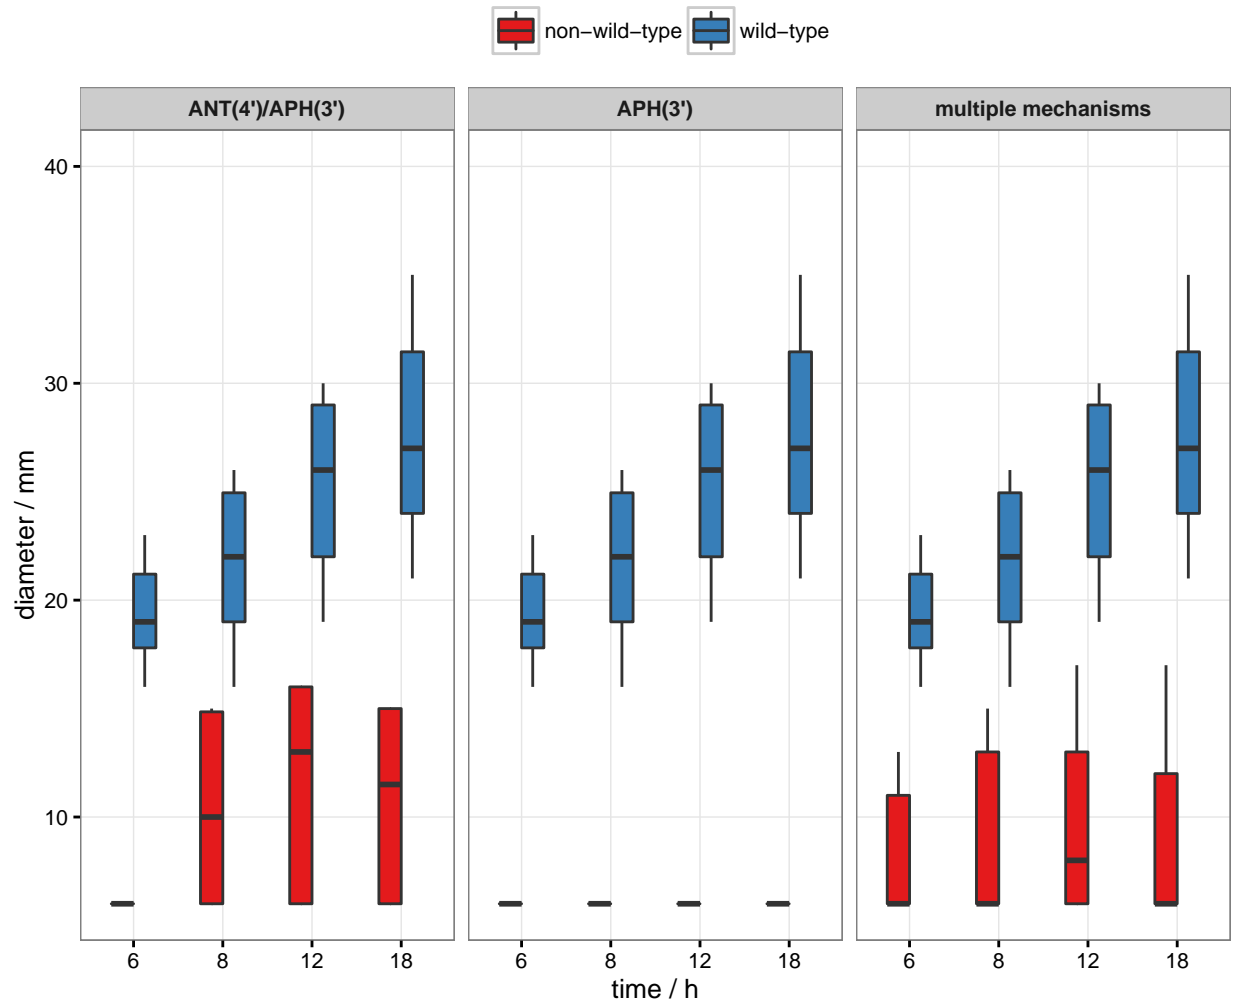 non−wild−type wild−type
ANT(4')/APH(3') APH(3') multiple mechanisms
40
30
20
10
diameter / mm
6 8 12 18 6 8 12 18 6 8 12 18
time / h